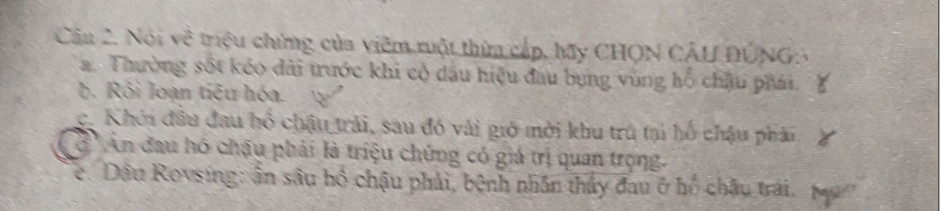 Câu 2. Nói về triệu chứng của viêm ruột thừa cấp, hãy CHỌN CÂU ĐÚNG:
a. Thường sốt kéo dài trước khi có dấu hiệu đau bụng vùng hố chậu phải.
b. Rối loạn tiêu hóa.
c. Khởi đầu đau hố chậu trái, sau đó vài giờ mới khu trú tại hố chậu phải
d. Ấn đau hố chậu phải là triệu chứng có giá trị quan trọng.
e. Dấu Rovsing: ấn sâu hố chậu phải, bệnh nhân thấy đau ở hố chậu trái.